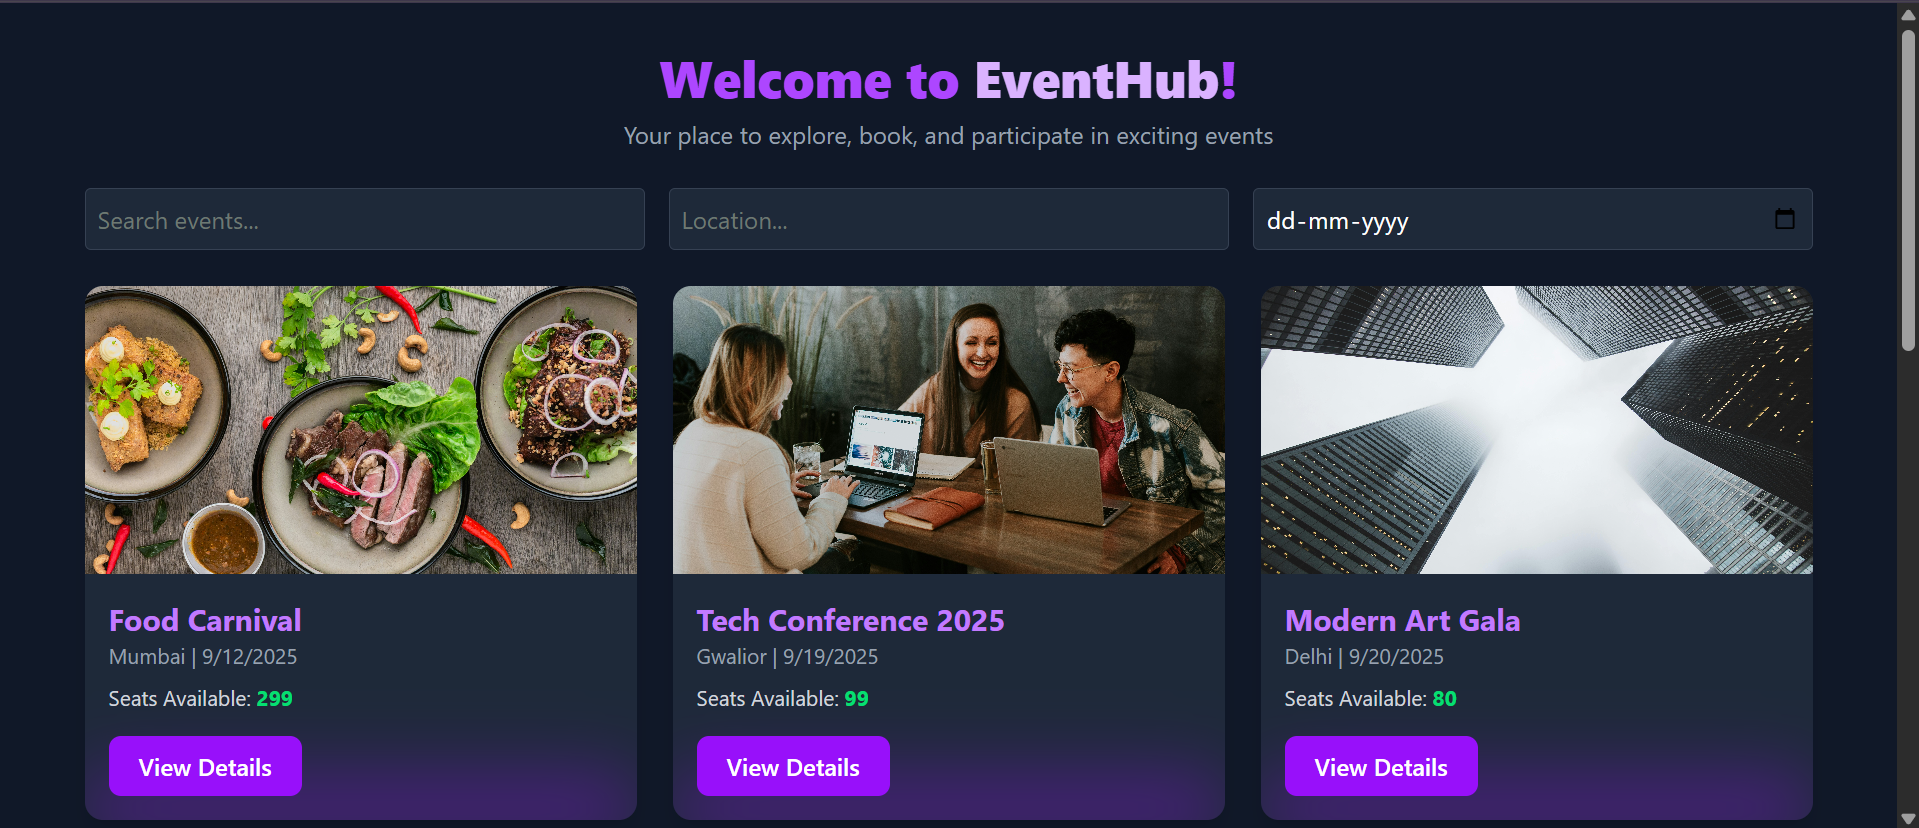 Welcome to EventHub!
Your place to explore, book, and participate in exciting events
Search events...
Location...
dd-mm-yyyy
Food Carnival
Mumbai | 9/12/2025
Seats Available: 299
View Details
Tech Conference 2025
Gwalior | 9/19/2025
Seats Available: 99
View Details
Modern Art Gala
Delhi | 9/20/2025
Seats Available: 80
View Details